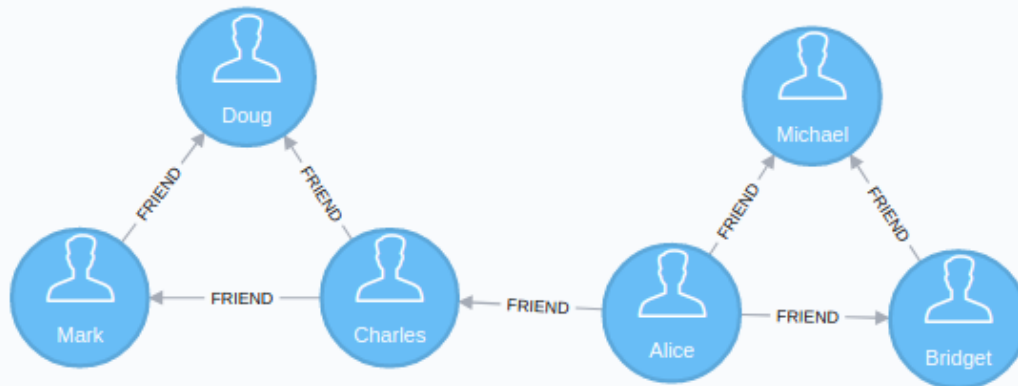 Doug
Michael
FRIEND
FRIEND
FRIEND
FRIEND
Mark
FRIEND
Charles
FRIEND
Alice
FRIEND
Bridget